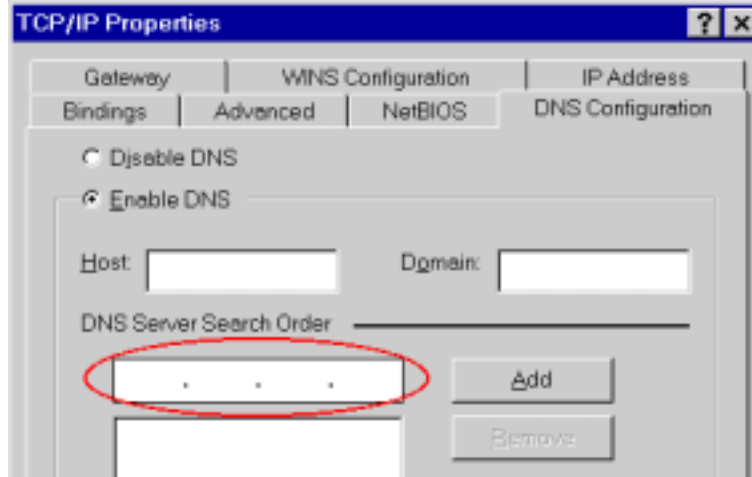 TCP/IP Properties
Gateway WINS Configuration IP Address
Bindings Advanced NetBIOS DNS Configuration
Disable DNS
Enable DNS
Host: Domain:
DNS Server Search Order
. . .
Add
Remove